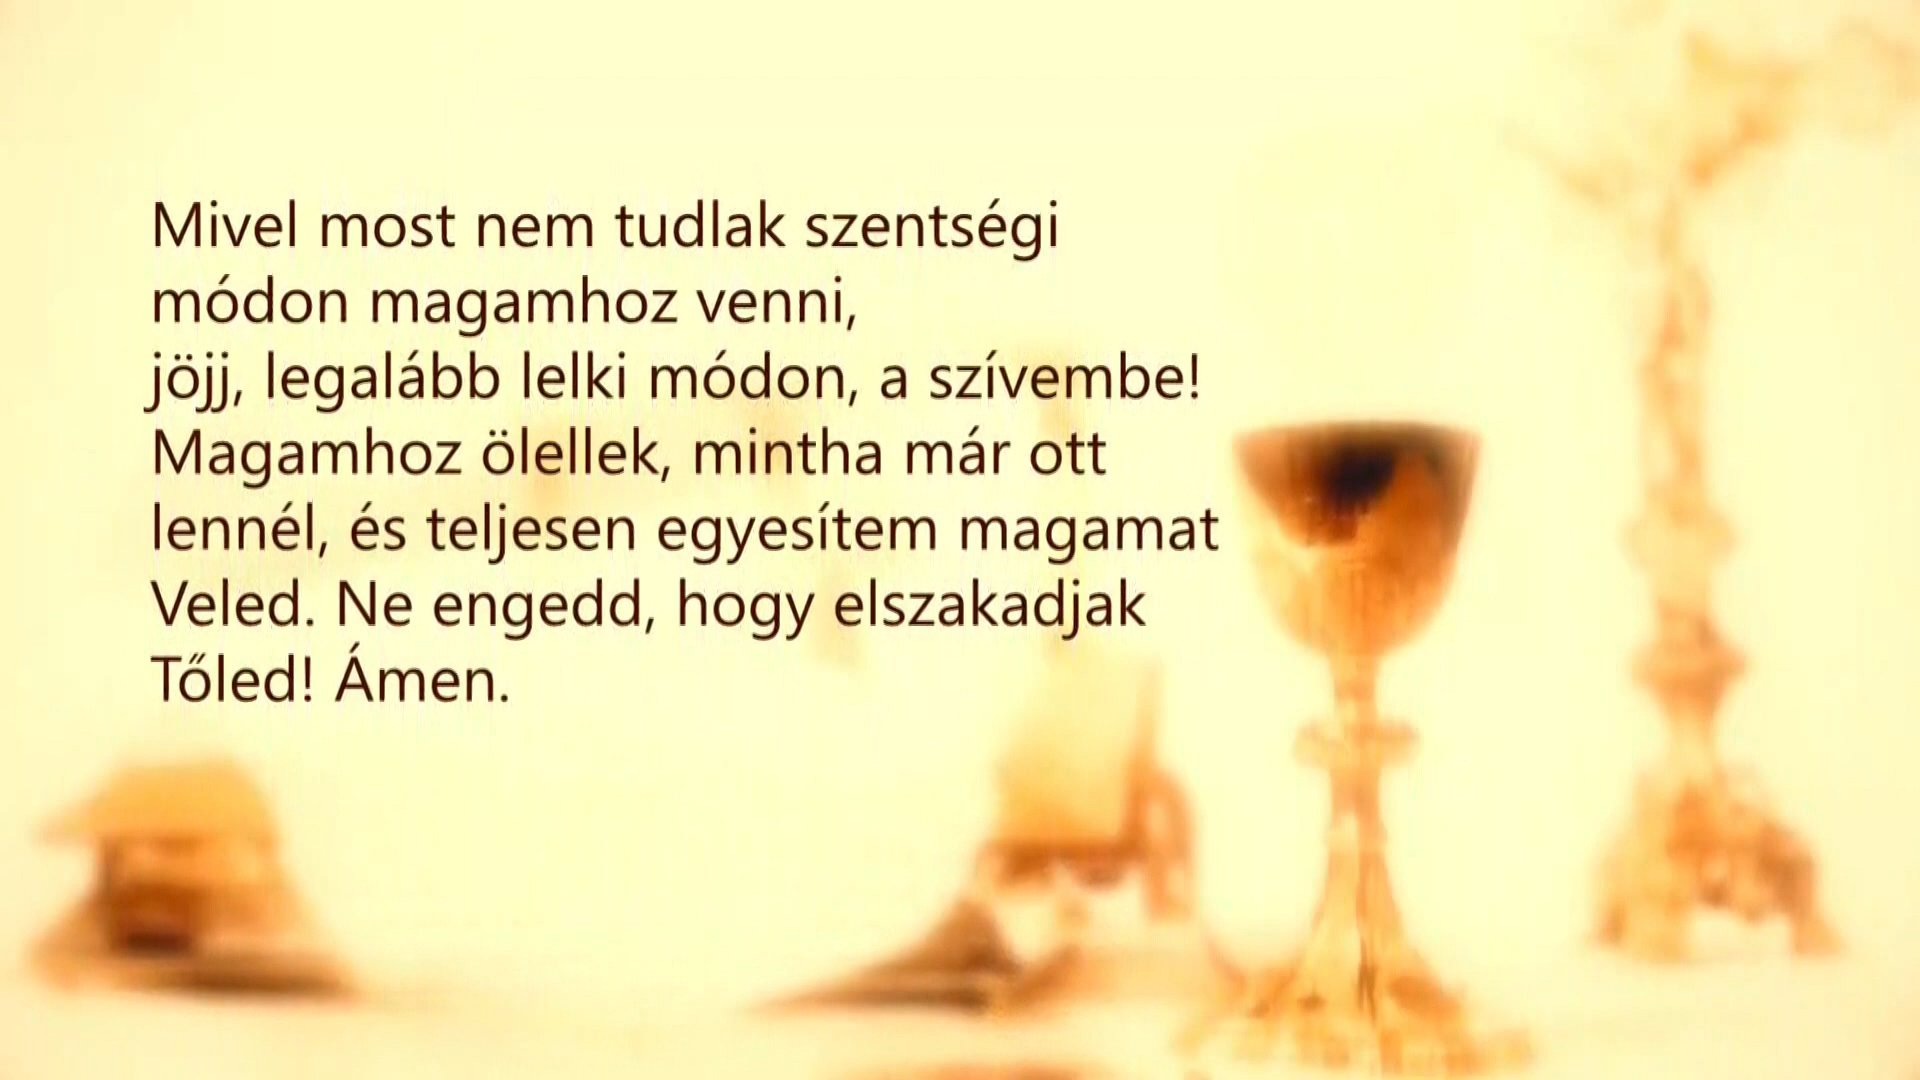 Mivel most nem tudlak szentségi
módon magamhoz venni,
jöjj, legalább lelki módon, a szívembe!
Magamhoz ölellek, mintha már ott
lennél, és teljesen egyesítem magamat
Veled. Ne engedd, hogy elszakadjak
Tőled! Ámen.